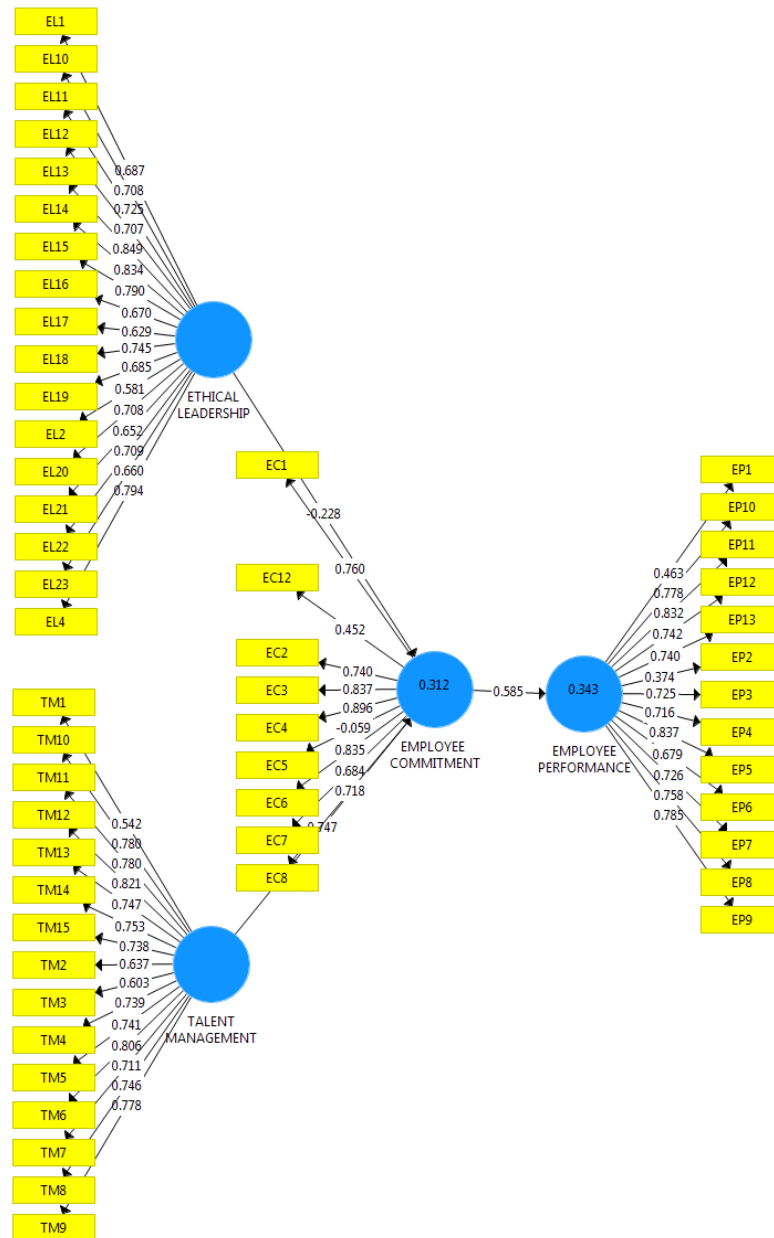 EL1
EL10
EL11
EL12
EL13
EL14
EL15
EL16
EL17
EL18
EL19
EL2
EL20
EL21
EL22
EL23
EL4
0.687
0.708
0.725
0.707
0.849
0.834
0.790
0.670
0.629
0.745
0.685
0.581
0.708
0.652
0.709
0.660
0.794
ETHICAL
LEADERSHIP
-0.228
EC1
EC12
EC2
EC3
EC4
EC5
EC6
EC7
EC8
0.760
0.452
0.740
0.837
0.896
-0.059
0.835
0.684
0.718
0.747
0.312
EMPLOYEE
COMMITMENT
0.585
0.343
EMPLOYEE
PERFORMANCE
0.463
0.778
0.832
0.742
0.740
0.374
0.725
0.716
0.837
0.679
0.726
0.758
0.785
EP1
EP10
EP11
EP12
EP13
EP2
EP3
EP4
EP5
EP6
EP7
EP8
EP9
TM1
TM10
TM11
TM12
TM13
TM14
TM15
TM2
TM3
TM4
TM5
TM6
TM7
TM8
TM9
0.542
0.780
0.780
0.821
0.747
0.753
0.738
0.637
0.603
0.739
0.741
0.806
0.711
0.746
0.778
TALENT
MANAGEMENT